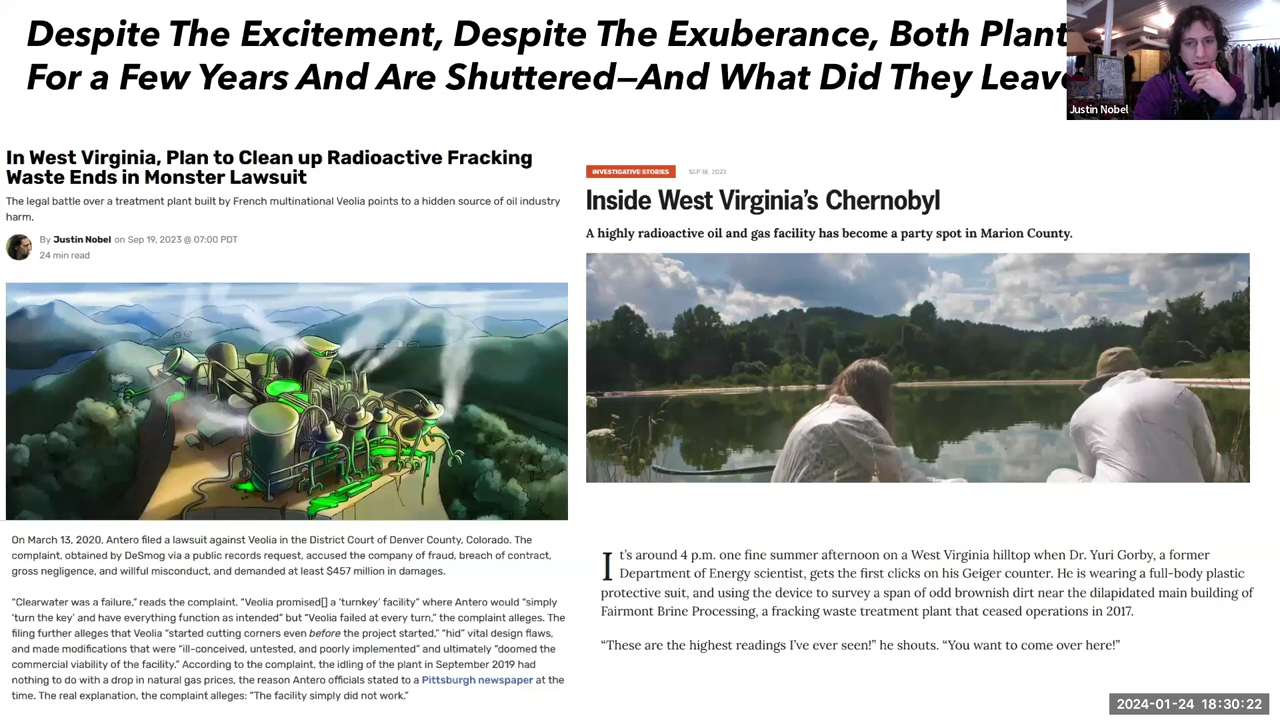 Despite The Excitement, Despite The Exuberance, Both Plant
For a Few Years And Are Shuttered—And What Did They Leave
Justin Nobel
In West Virginia, Plan to Clean up Radioactive Fracking
Waste Ends in Monster Lawsuit
The legal battle over a treatment plant built by French multinational Veolia points to a hidden source of oil industry
harm.
By Justin Nobel on Sep 19, 2023 @ 07:00 PDT
24 min read
On March 13, 2020, Antero filed a lawsuit against Veolia in the District Court of Denver County, Colorado. The
complaint, obtained by DeSmog via a public records request, accused the company of fraud, breach of contract,
gross negligence, and willful misconduct, and demanded at least $457 million in damages.
“Clearwater was a failure,” reads the complaint. “Veolia promised[] a ‘turnkey’ facility” where Antero would “simply
‘turn the key’ and have everything function as intended” but “Veolia failed at every turn,” the complaint alleges. The
filing further alleges that Veolia “started cutting corners even before the project started,” “hid” vital design flaws,
and made modifications that were “ill-conceived, untested, and poorly implemented” and ultimately “doomed the
commercial viability of the facility.” According to the complaint, the idling of the plant in September 2019 had
nothing to do with a drop in natural gas prices, the reason Antero officials stated to a Pittsburgh newspaper at the
time. The real explanation, the complaint alleges: “The facility simply did not work.”
INVESTIGATIVE STORIES SEP 18, 2023
Inside West Virginia’s Chernobyl
A highly radioactive oil and gas facility has become a party spot in Marion County.
It’s around 4 p.m. one fine summer afternoon on a West Virginia hilltop when Dr. Yuri Gorby, a former
Department of Energy scientist, gets the first clicks on his Geiger counter. He is wearing a full-body plastic
protective suit, and using the device to survey a span of odd brownish dirt near the dilapidated main building of
Fairmont Brine Processing, a fracking waste treatment plant that ceased operations in 2017.
“These are the highest readings I’ve ever seen!” he shouts. “You want to come over here!”
2024-01-24 18:30:22